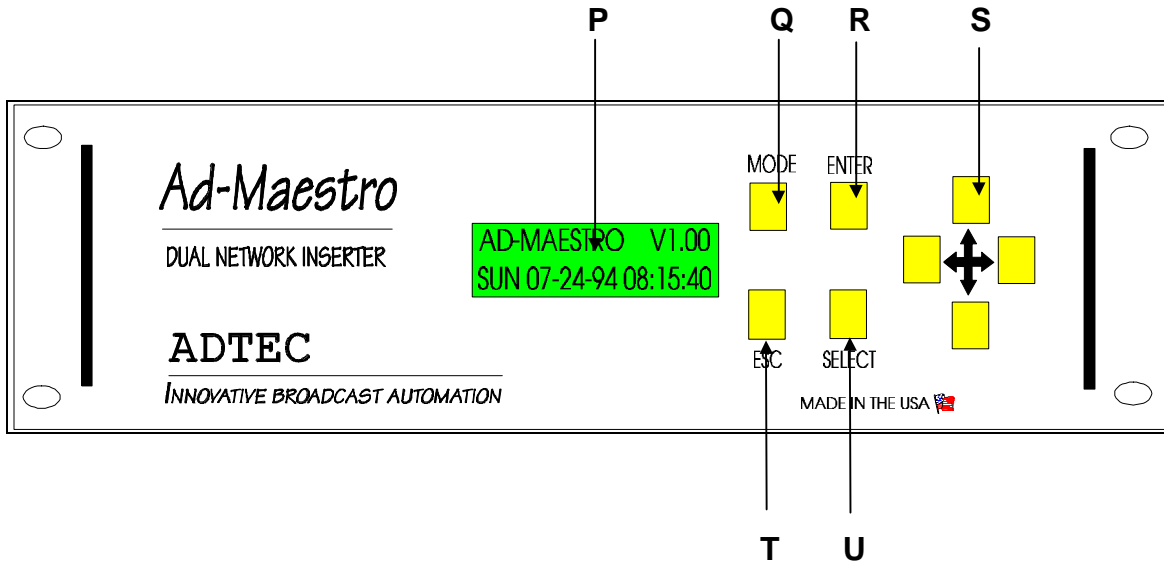 P Q R S
MODE ENTER
Ad-Maestro
DUAL NETWORK INSERTER
AD-MAESTRO V1.00
SUN 07-24-94 08:15:40
ADTEC
INNOVATIVE BROADCAST AUTOMATION
ESC SELECT
MADE IN THE USA
T U